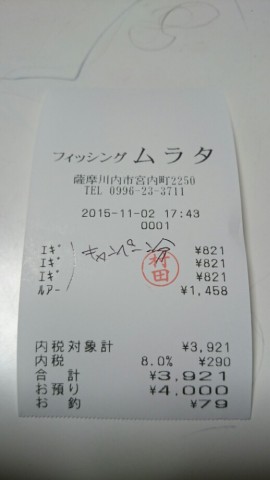 フィッシング ムラタ
薩摩川内市宮内町2250
TEL 0996-23-3711
2015-11-02 17:43
0001
エギ ¥821
キャンペーン分
エギ ¥821
エギ ¥821
村田
ルアー ¥1,458
内税対象計 ¥3,921
内税 8.0% ¥290
合計 ¥3,921
お預り ¥4,000
お釣 ¥79